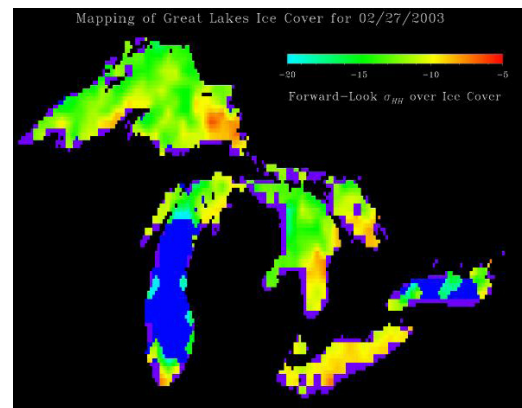 Mapping of Great Lakes Ice Cover for 02/27/2003
-20 -15 -10 -5
Forward-Look σHH over Ice Cover